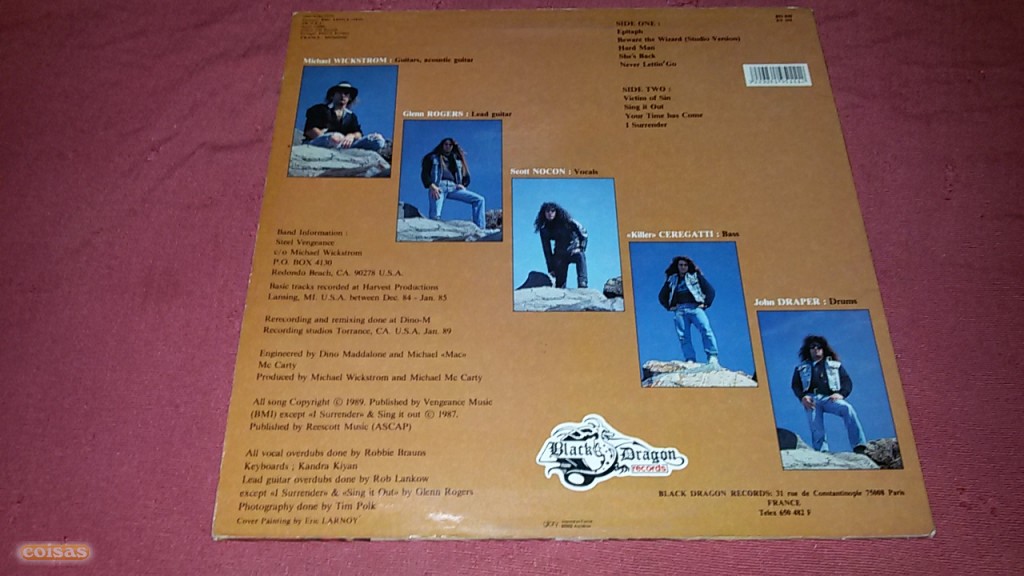 SIDE ONE :
Epitaph
Beware the Wizard (Studio Version)
Hard Man
She's Back
Never Lettin' Go
SIDE TWO :
Victims of Sin
Sing it Out
Your Time has Come
I Surrender
Michael WICKSTROM : Guitars, acoustic guitar
Glenn ROGERS : Lead guitar
Scott NOCON : Vocals
«Killer» CEREGATTI : Bass
John DRAPER : Drums
Band Information :
Steel Vengeance
c/o Michael Wickstrom
P.O. BOX 4130
Redondo Beach, CA. 90278 U.S.A.
Basic tracks recorded at Harvest Productions
Lansing, MI. U.S.A. between Dec. 84 - Jan. 85
Rerecording and remixing done at Dino-M
Recording studios Torrance, CA. U.S.A. Jan. 89
Engineered by Dino Maddalone and Michael «Mac»
Mc Carty
Produced by Michael Wickstrom and Michael Mc Carty
All song Copyright © 1989. Published by Vengeance Music
(BMI) except «I Surrender» & Sing it out © 1987.
Published by Reescott Music (ASCAP)
All vocal overdubs done by Robbie Brauns
Keyboards ; Kandra Kiyan
Lead guitar overdubs done by Rob Lankow
except «I Surrender» & «Sing it Out» by Glenn Rogers
Photography done by Tim Polk
Cover Painting by Eric LARNOY
Black Dragon
records
BLACK DRAGON RECORDS: 31 rue de Constantinople 75008 Paris
FRANCE
Telex 650 482 F
coisas